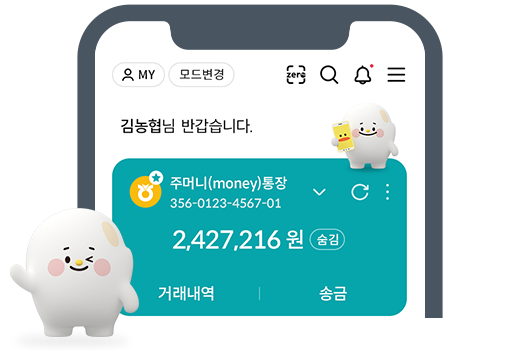 MY 모드변경 zero
김농협님 반갑습니다.
주머니(money)통장
356-0123-4567-01
2,427,216 원 숨김
거래내역 송금